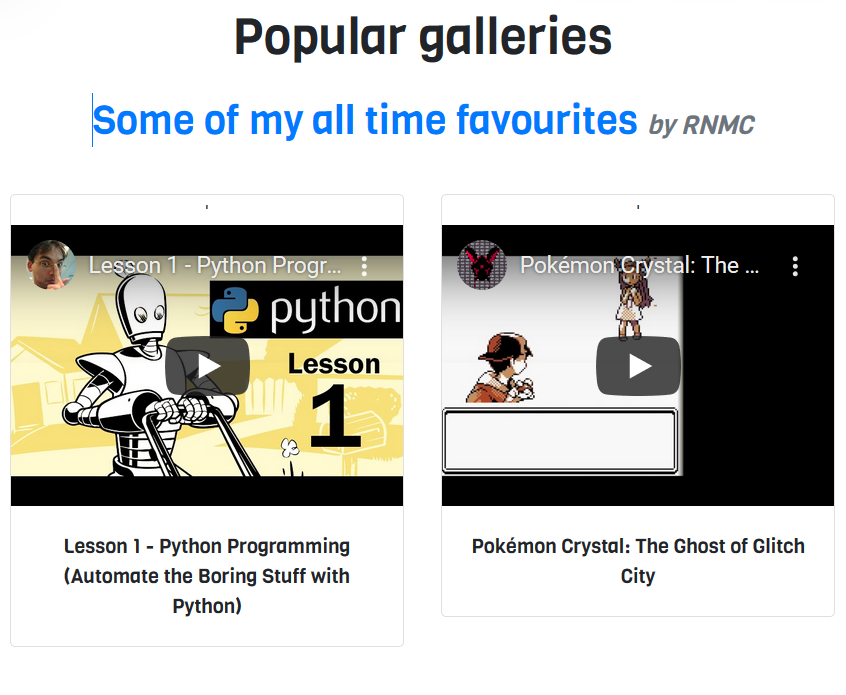 Popular galleries
Some of my all time favourites by RNMC
'
'
Lesson 1 - Python Progr...
python
Lesson
1
Lesson 1 - Python Programming
(Automate the Boring Stuff with
Python)
Pokémon Crystal: The ...
Pokémon Crystal: The Ghost of Glitch
City